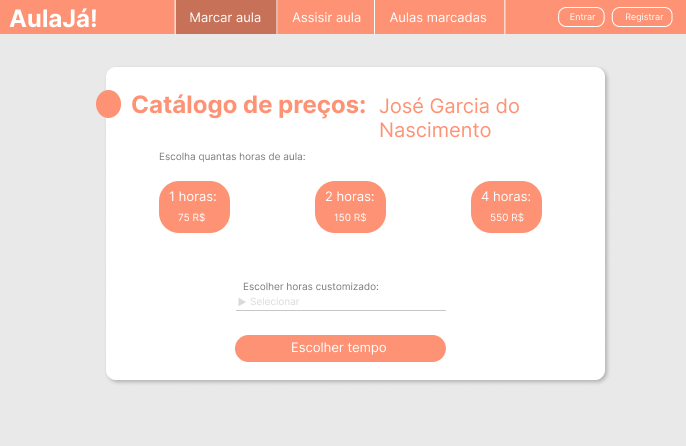 AulaJá!
Marcar aula
Assisir aula
Aulas marcadas
Entrar
Registrar
Catálogo de preços:
José Garcia do
Nascimento
Escolha quantas horas de aula:
1 horas:
75 R$
2 horas:
150 R$
4 horas:
550 R$
Escolher horas customizado:
Selecionar
Escolher tempo